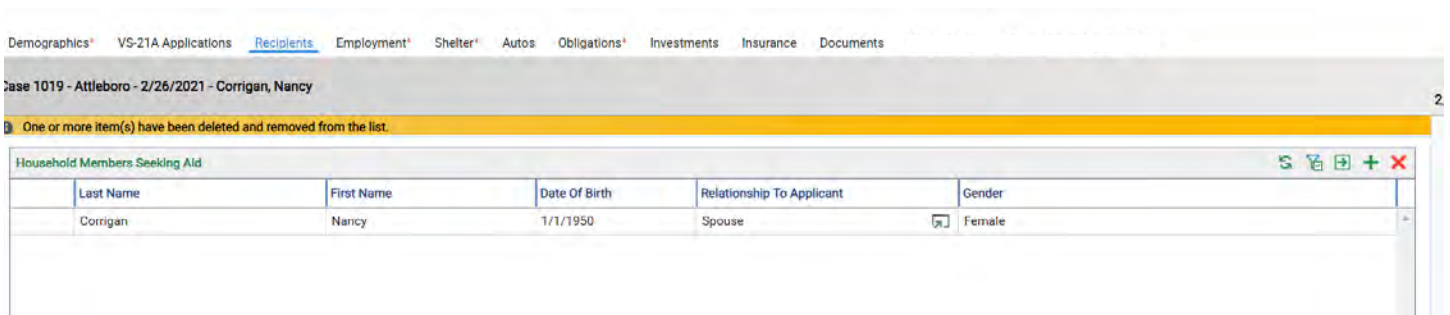 Demographics* VS-21A Applications Recipients Employment* Shelter* Autos Obligations* Investments Insurance Documents
Case 1019 - Attleboro - 2/26/2021 - Corrigan, Nancy
2
One or more item(s) have been deleted and removed from the list.
Household Members Seeking Aid
Last Name First Name Date Of Birth Relationship To Applicant Gender
Corrigan Nancy 1/1/1950 Spouse Female